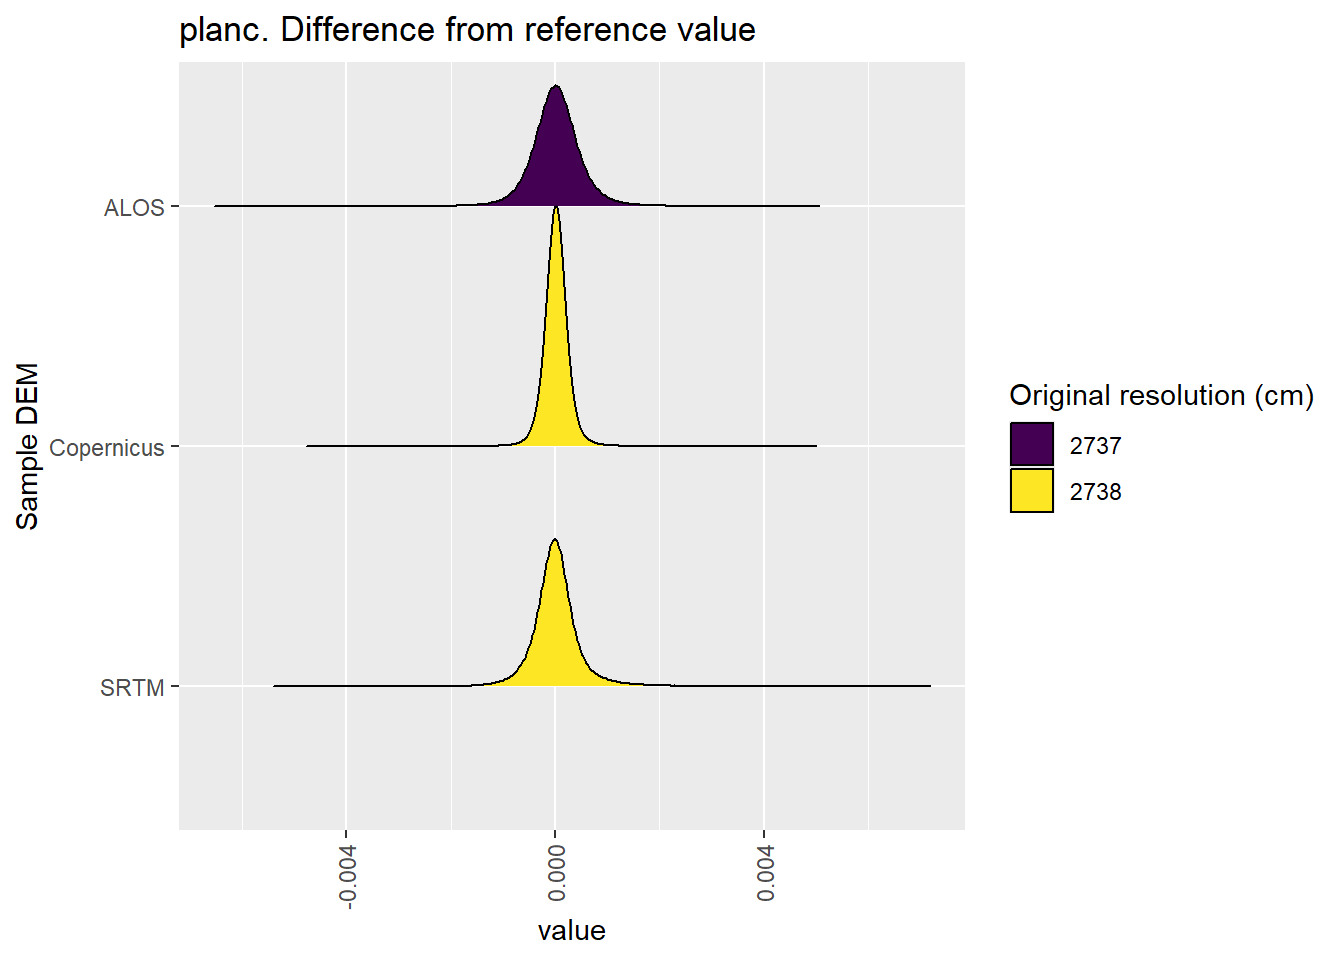 planc. Difference from reference value
Sample DEM
ALOS
Copernicus
SRTM
-0.004
0.000
0.004
value
Original resolution (cm)
2737
2738